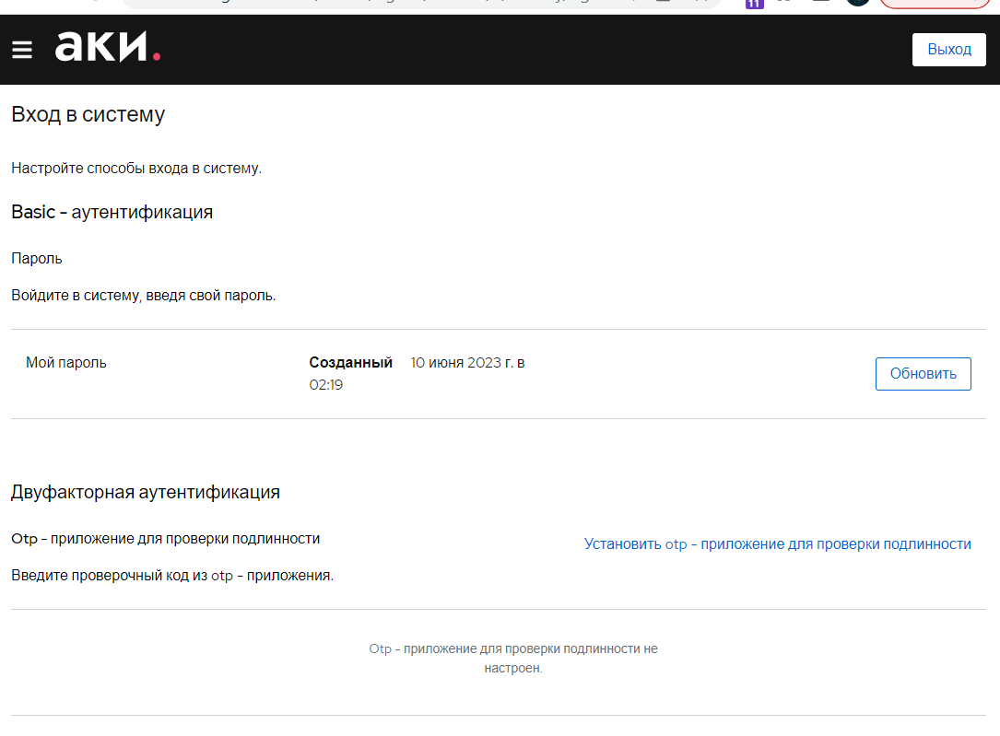 11
аки.
Выход
Вход в систему
Настройте способы входа в систему.
Basic - аутентификация
Пароль
Войдите в систему, введя свой пароль.
Мой пароль
Созданный 10 июня 2023 г. в
02:19
Обновить
Двуфакторная аутентификация
Otp - приложение для проверки подлинности
Установить otp - приложение для проверки подлинности
Введите проверочный код из otp - приложения.
Otp - приложение для проверки подлинности не
настроен.